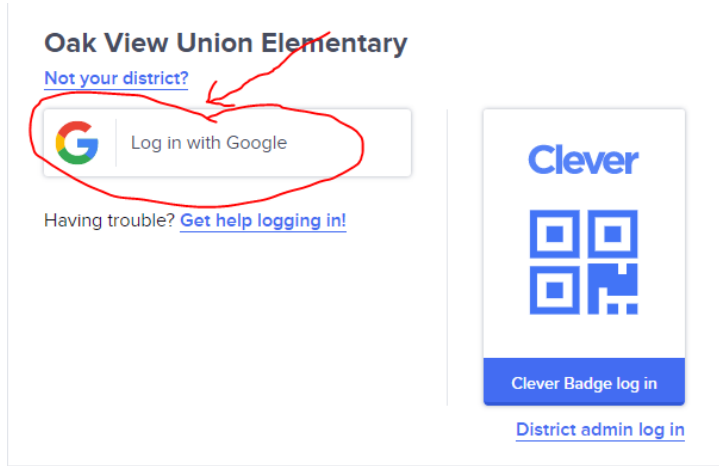 Oak View Union Elementary
Not your district?
Log in with Google
Having trouble? Get help logging in!
Clever
Clever Badge log in
District admin log in